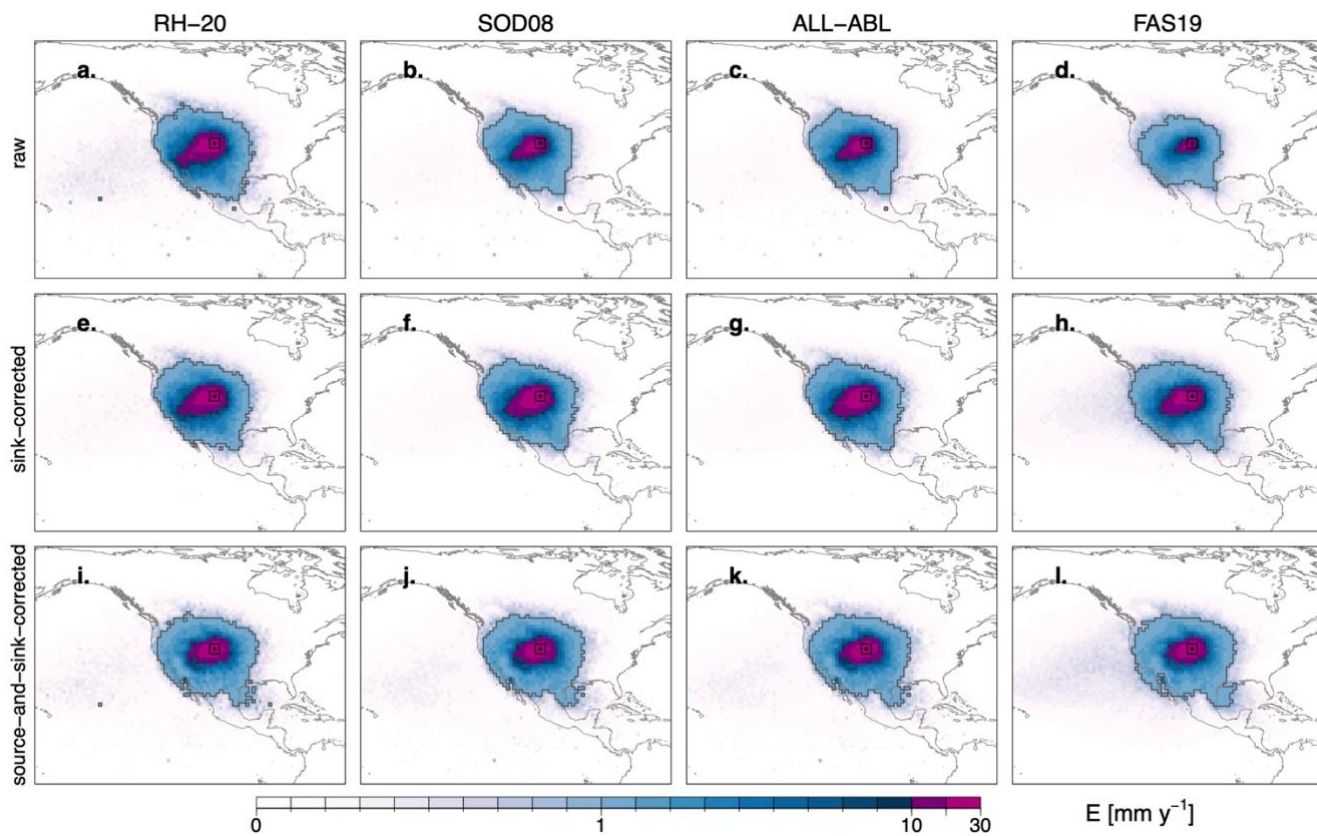 RH−20 SOD08 ALL−ABL FAS19
raw
a. b. c. d.
sink−corrected
e. f. g. h.
source−and−sink−corrected
i. j. k. l.
0 1 10 30 E [mm y⁻¹]